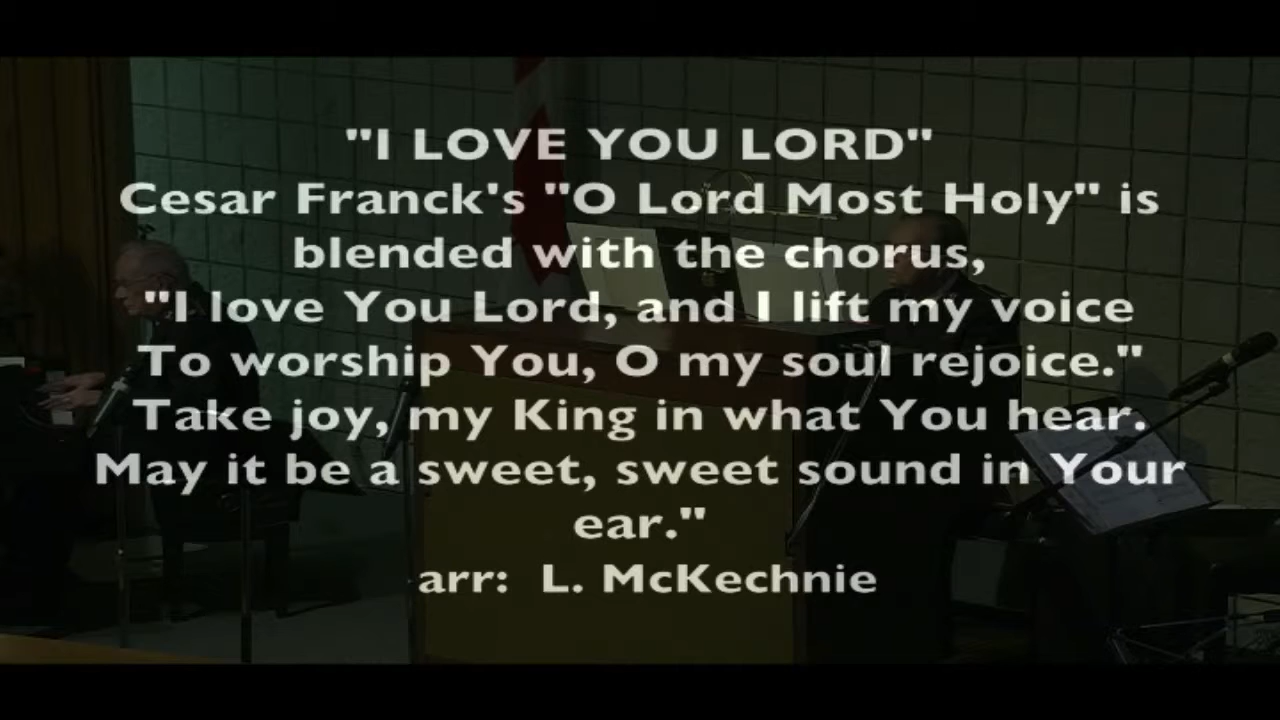 "I LOVE YOU LORD"
Cesar Franck's "O Lord Most Holy" is
blended with the chorus,
"I love You Lord, and I lift my voice
To worship You, O my soul rejoice."
Take joy, my King in what You hear.
May it be a sweet, sweet sound in Your
ear."
arr:  L. McKechnie